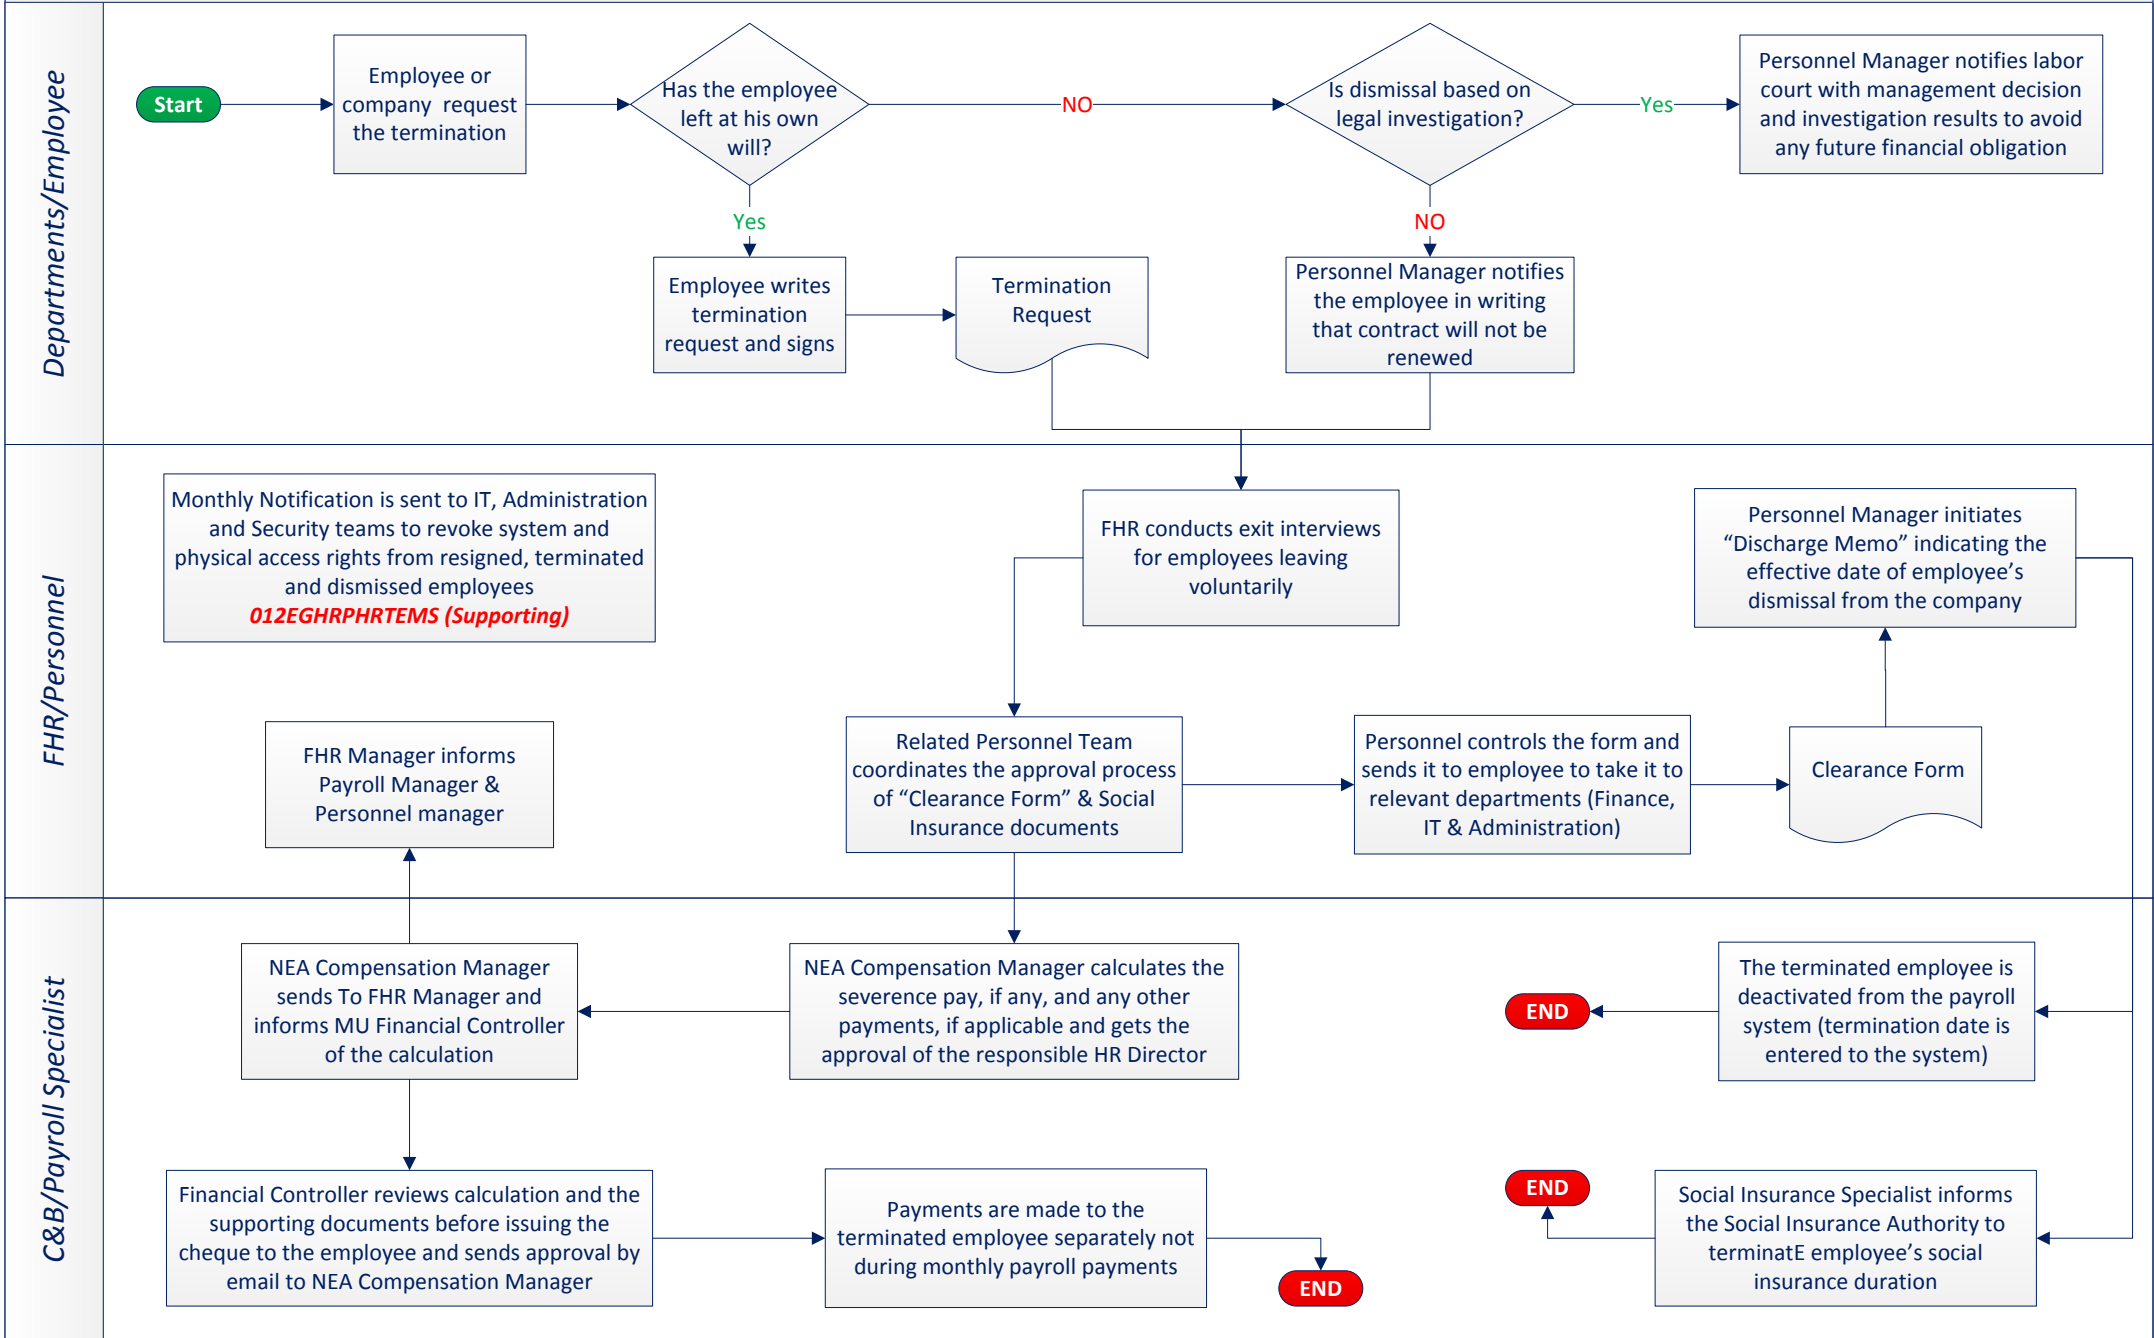 Departments/Employee
Start
Employee or
company request
the termination
Has the employee
left at his own
will?
NO
Is dismissal based on
legal investigation?
Yes
Personnel Manager notifies labor
court with management decision
and investigation results to avoid
any future financial obligation
Yes
NO
Employee writes
termination
request and signs
Termination
Request
Personnel Manager notifies
the employee in writing
that contract will not be
renewed
FHR/Personnel
Monthly Notification is sent to IT, Administration
and Security teams to revoke system and
physical access rights from resigned, terminated
and dismissed employees
012EGHRPHRTEMS (Supporting)
FHR conducts exit interviews
for employees leaving
voluntarily
Personnel Manager initiates
“Discharge Memo” indicating the
effective date of employee’s
dismissal from the company
FHR Manager informs
Payroll Manager &
Personnel manager
Related Personnel Team
coordinates the approval process
of “Clearance Form” & Social
Insurance documents
Personnel controls the form and
sends it to employee to take it to
relevant departments (Finance,
IT & Administration)
Clearance Form
C&B/Payroll Specialist
NEA Compensation Manager
sends To FHR Manager and
informs MU Financial Controller
of the calculation
NEA Compensation Manager calculates the
severence pay, if any, and any other
payments, if applicable and gets the
approval of the responsible HR Director
END
The terminated employee is
deactivated from the payroll
system (termination date is
entered to the system)
Financial Controller reviews calculation and the
supporting documents before issuing the
cheque to the employee and sends approval by
email to NEA Compensation Manager
Payments are made to the
terminated employee separately not
during monthly payroll payments
END
END
Social Insurance Specialist informs
the Social Insurance Authority to
terminatE employee’s social
insurance duration